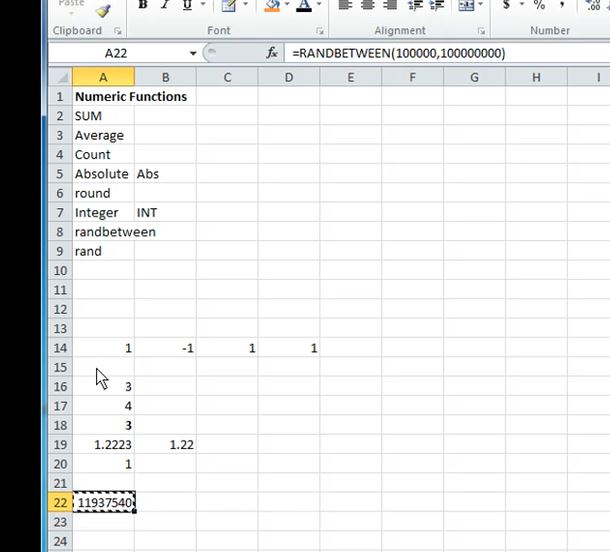 Paste
B I U
$ % ,
Clipboard Font Alignment Number
A22 fx =RANDBETWEEN(100000,100000000)
A B C D E F G H I
1 Numeric Functions
2 SUM
3 Average
4 Count
5 Absolute Abs
6 round
7 Integer INT
8 randbetween
9 rand
10
11
12
13
14 1 -1 1 1
15
16 3
17 4
18 3
19 1.2223 1.22
20 1
21
22 11937540
23
24